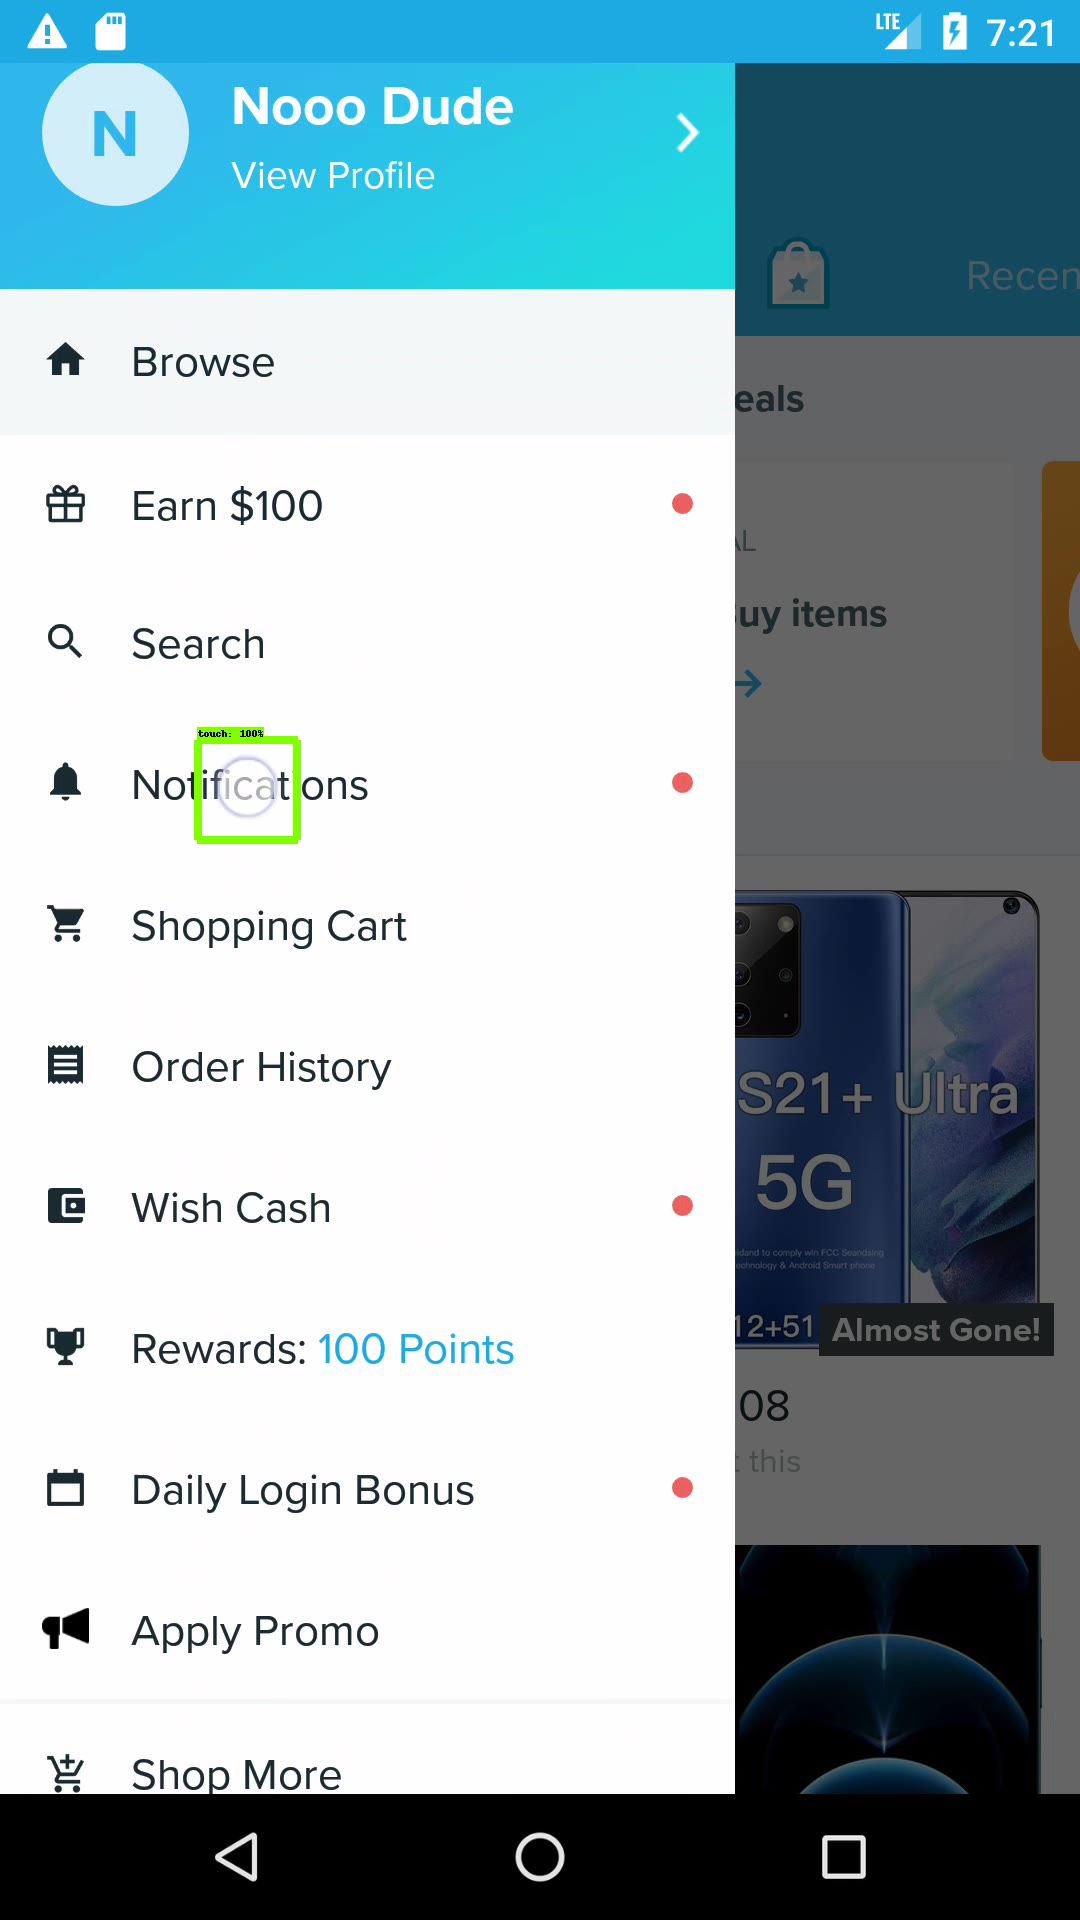 LTE 7:21
N
Nooo Dude
View Profile
Recen
Browse
eals
Earn $100
AL
Buy items
Search
touch: 100%
Notifications
Shopping Cart
Order History
S21+ Ultra
5G
Wish Cash
12+51
Almost Gone!
Rewards: 100 Points
08
t this
Daily Login Bonus
Apply Promo
Shop More